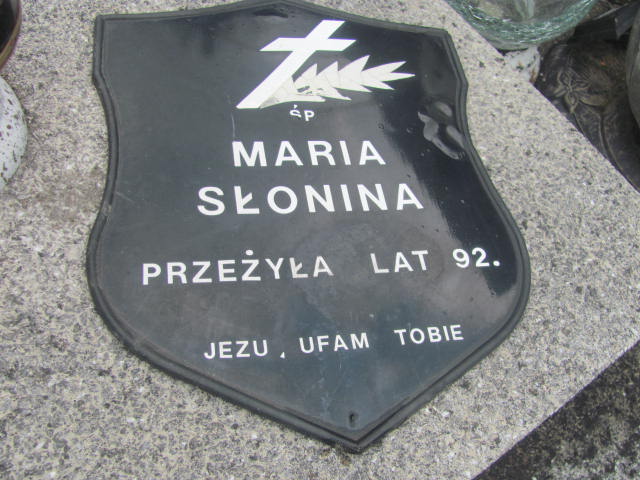 ŚP
MARIA
SŁONINA
PRZEŻYŁA LAT 92.
JEZU, UFAM TOBIE